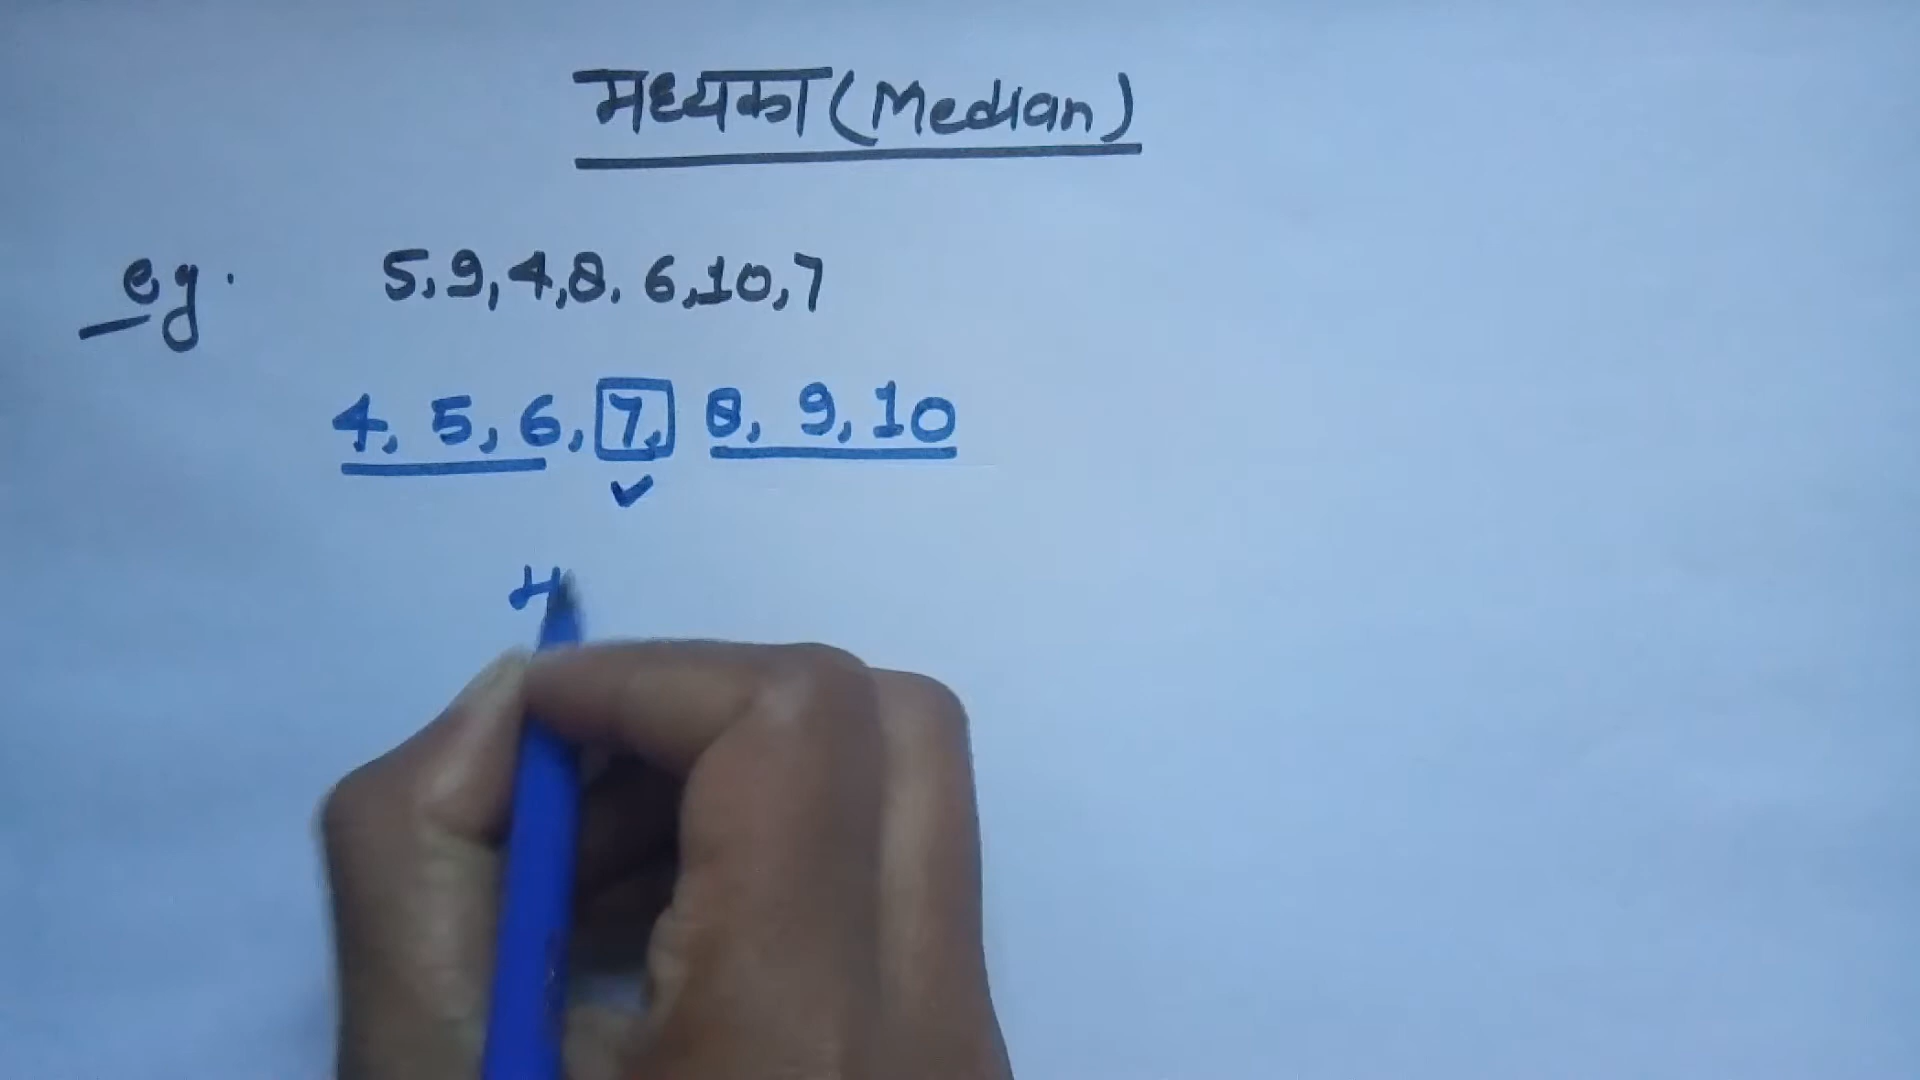 मध्यका (Median)
eg. 5, 9, 4, 8, 6, 10, 7
4, 5, 6, 7, 8, 9, 10
म